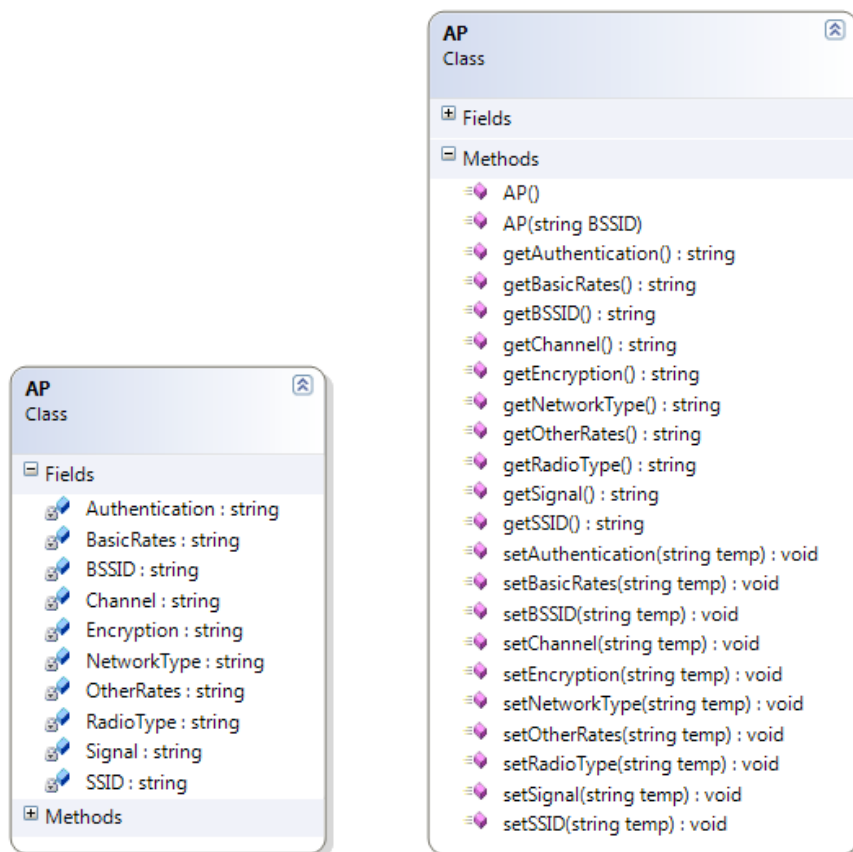 AP
Class
Fields
Authentication : string
BasicRates : string
BSSID : string
Channel : string
Encryption : string
NetworkType : string
OtherRates : string
RadioType : string
Signal : string
SSID : string
Methods
AP
Class
Fields
Methods
AP()
AP(string BSSID)
getAuthentication() : string
getBasicRates() : string
getBSSID() : string
getChannel() : string
getEncryption() : string
getNetworkType() : string
getOtherRates() : string
getRadioType() : string
getSignal() : string
getSSID() : string
setAuthentication(string temp) : void
setBasicRates(string temp) : void
setBSSID(string temp) : void
setChannel(string temp) : void
setEncryption(string temp) : void
setNetworkType(string temp) : void
setOtherRates(string temp) : void
setRadioType(string temp) : void
setSignal(string temp) : void
setSSID(string temp) : void